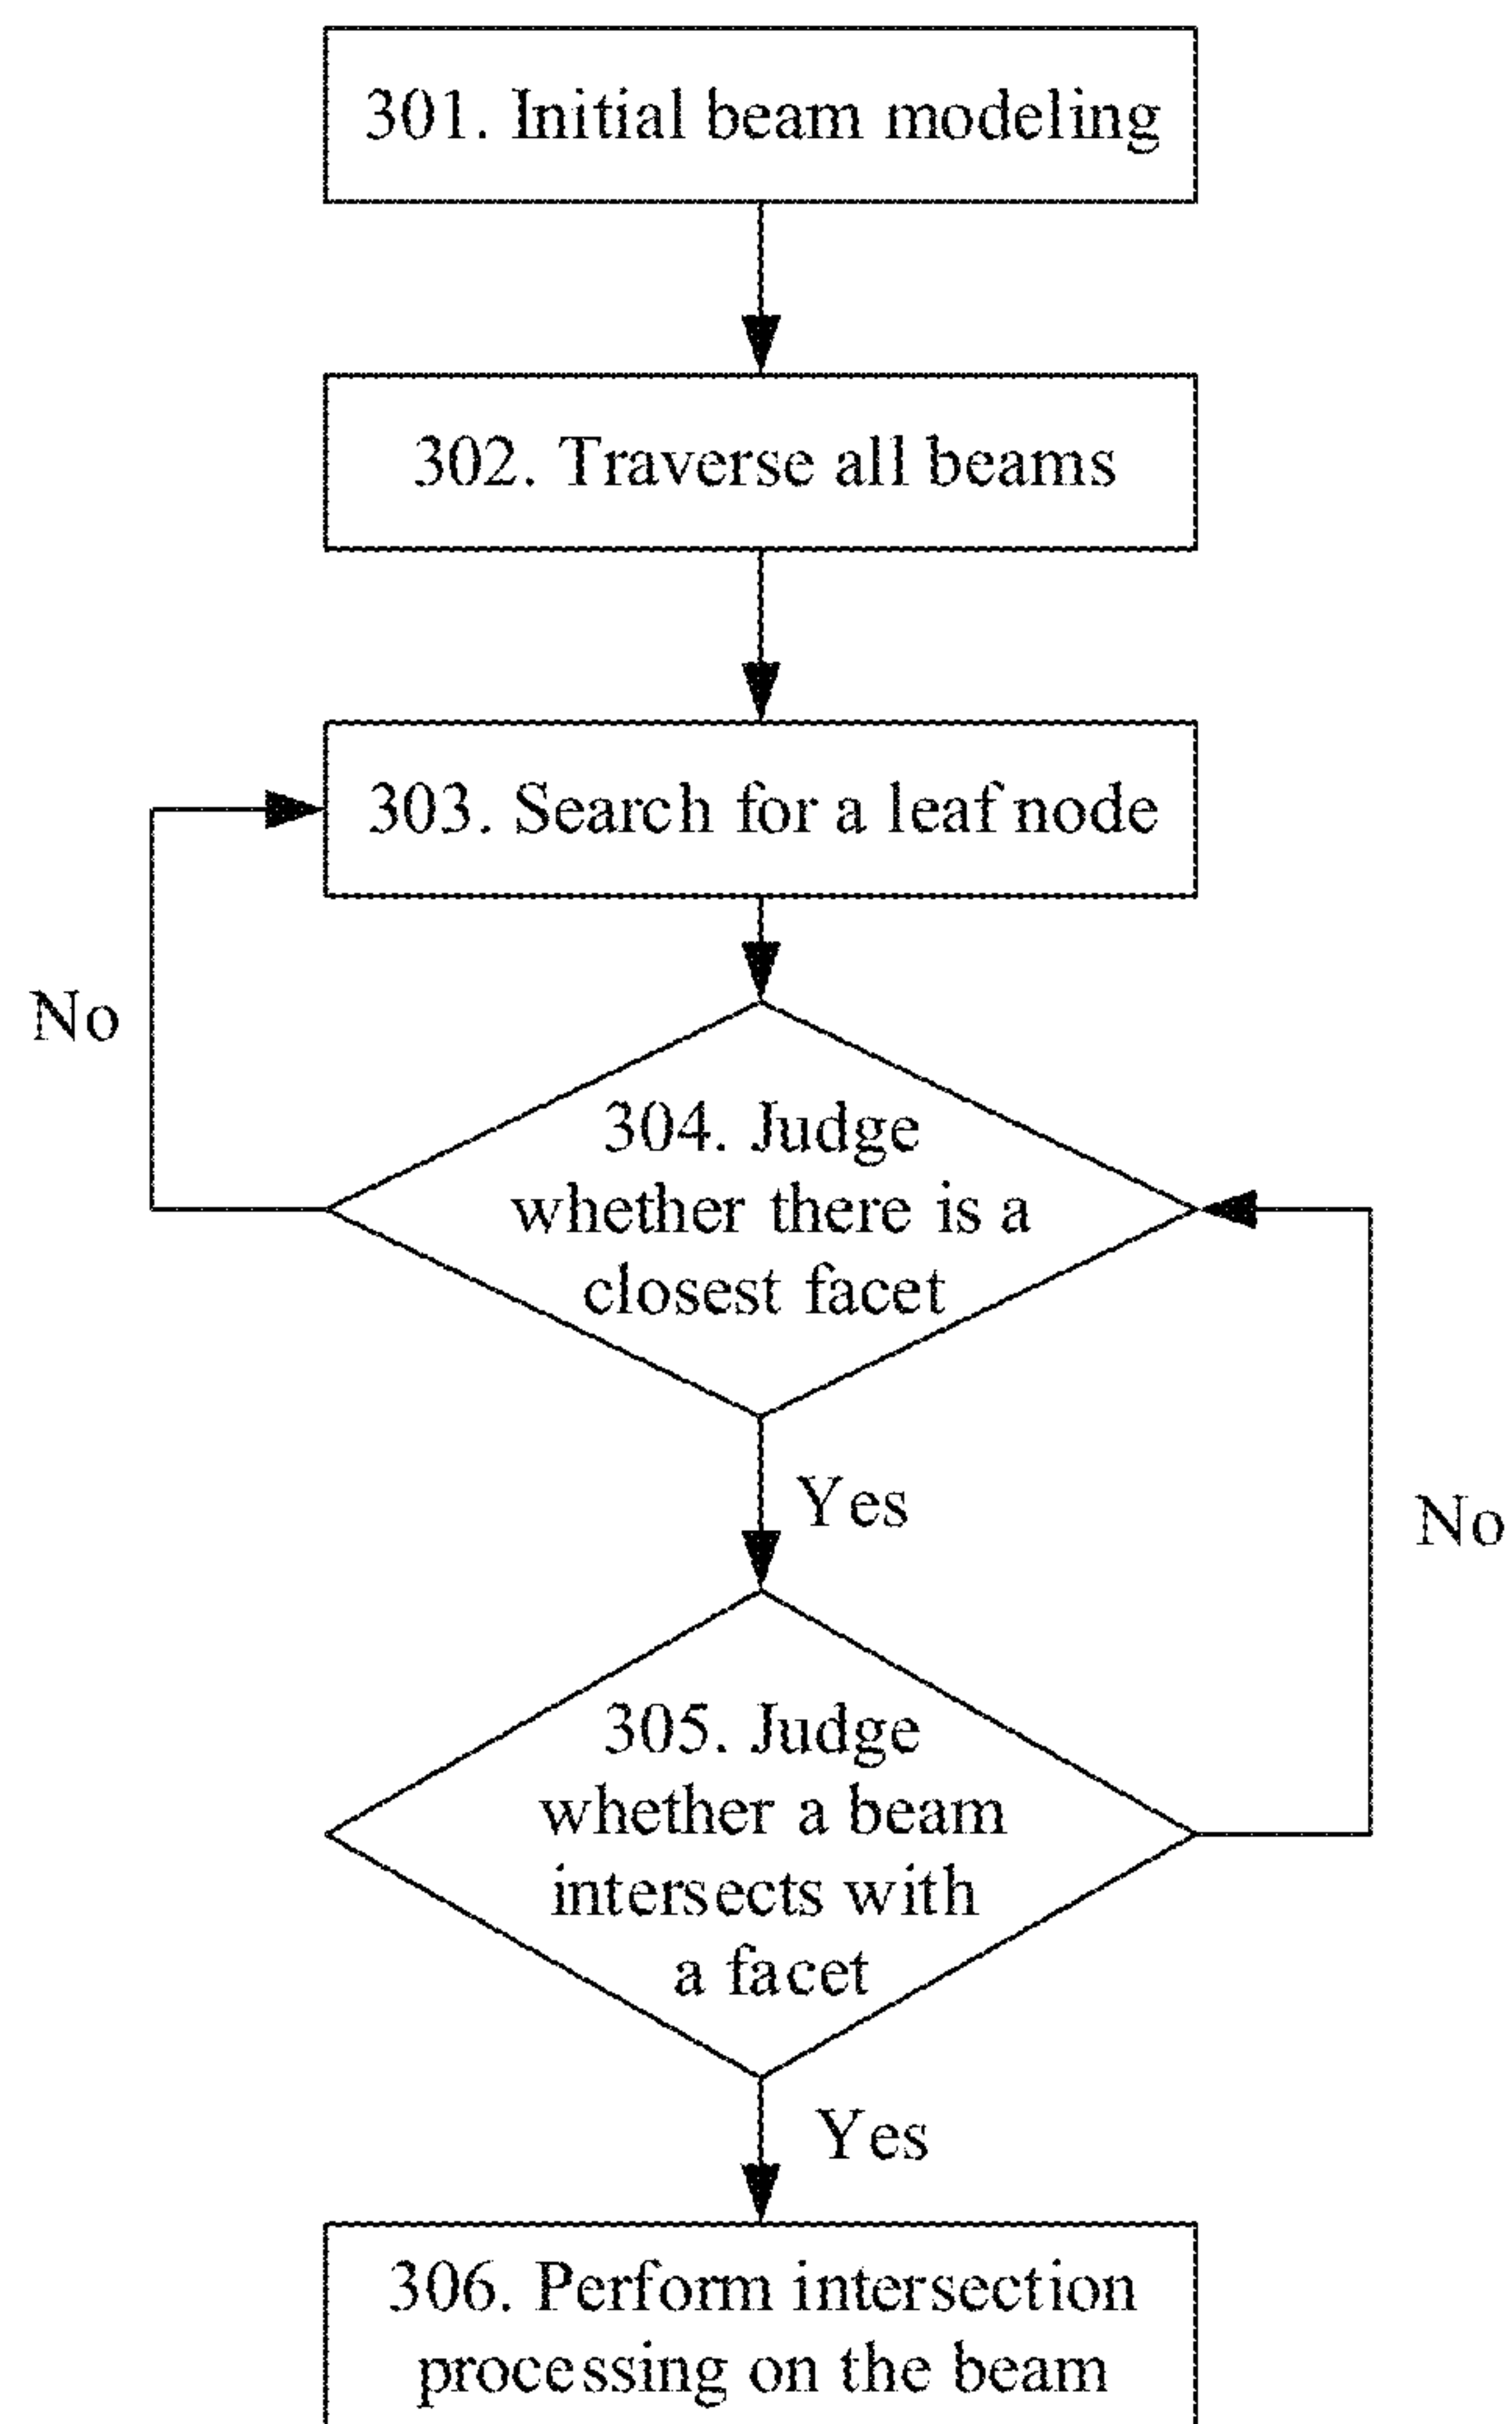 301. Initial beam modeling
302. Traverse all beams
303. Search for a leaf node
No
304. Judge
whether there is a
closest facet
Yes
No
305. Judge
whether a beam
intersects with
a facet
Yes
306. Perform intersection
processing on the beam